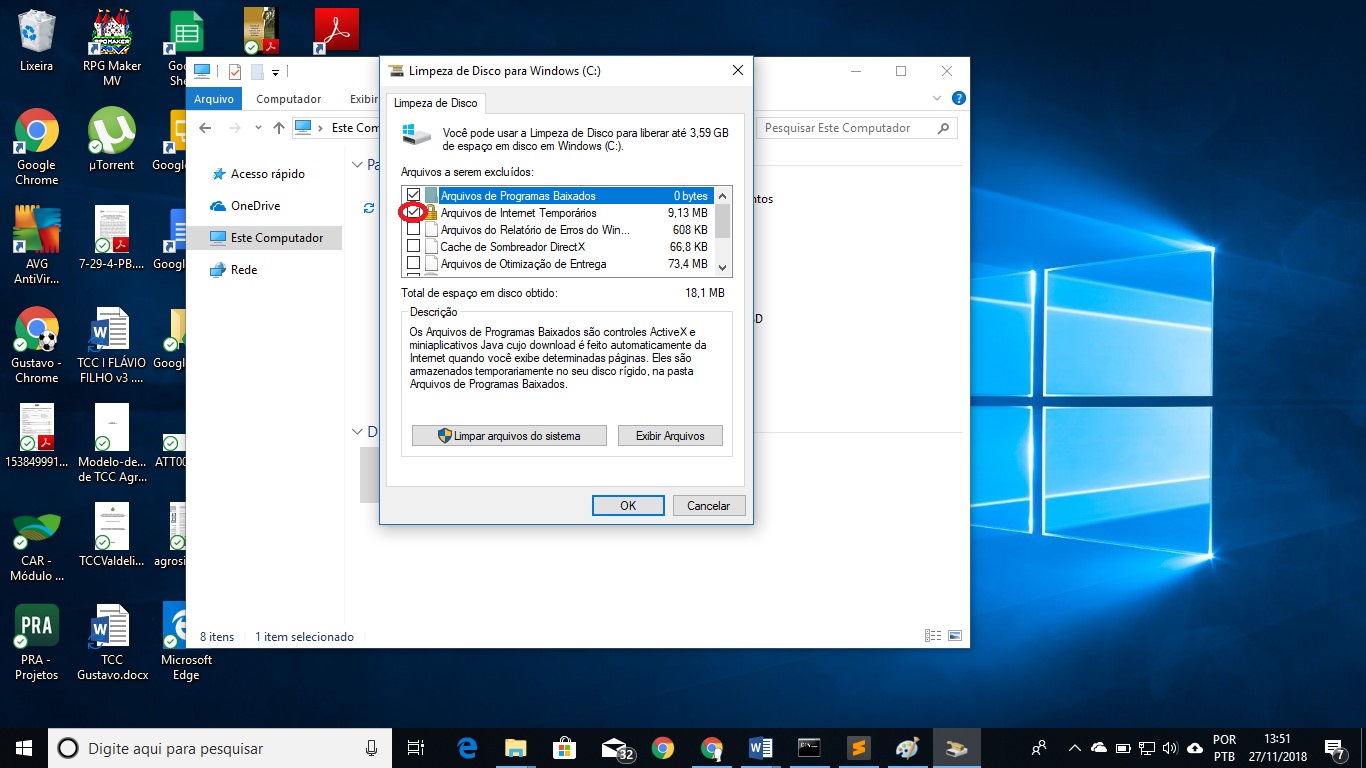 Lixeira
RPG Maker
MV
Goo
She
Google
Chrome
µTorrent
Google
AVG
AntiVir...
7-29-4-PB....
Google
Gustavo -
Chrome
TCC I FLÁVIO
FILHO v3 ....
Google
153849991...
Modelo-de...
de TCC Agr...
ATT00
CAR -
Módulo ...
TCCValdeli...
agrosi
PRA
PRA -
Projetos
TCC
Gustavo.docx
Microsoft
Edge
Arquivo
Computador
Exibir
Este Com
Pesquisar Este Computador
Acesso rápido
OneDrive
Este Computador
Rede
Pa
ntos
D
D
8 itens
1 item selecionado
Limpeza de Disco para Windows (C:)
Limpeza de Disco
Você pode usar a Limpeza de Disco para liberar até 3,59 GB
de espaço em disco em Windows (C:).
Arquivos a serem excluídos:
Arquivos de Programas Baixados 0 bytes
Arquivos de Internet Temporários 9,13 MB
Arquivos do Relatório de Erros do Win... 608 KB
Cache de Sombreador DirectX 66,8 KB
Arquivos de Otimização de Entrega 73,4 MB
Total de espaço em disco obtido: 18,1 MB
Descrição
Os Arquivos de Programas Baixados são controles ActiveX e
miniaplicativos Java cujo download é feito automaticamente da
Internet quando você exibe determinadas páginas. Eles são
armazenados temporariamente no seu disco rígido, na pasta
Arquivos de Programas Baixados.
Limpar arquivos do sistema
Exibir Arquivos
OK
Cancelar
Digite aqui para pesquisar
32
POR
PTB
13:51
27/11/2018
7